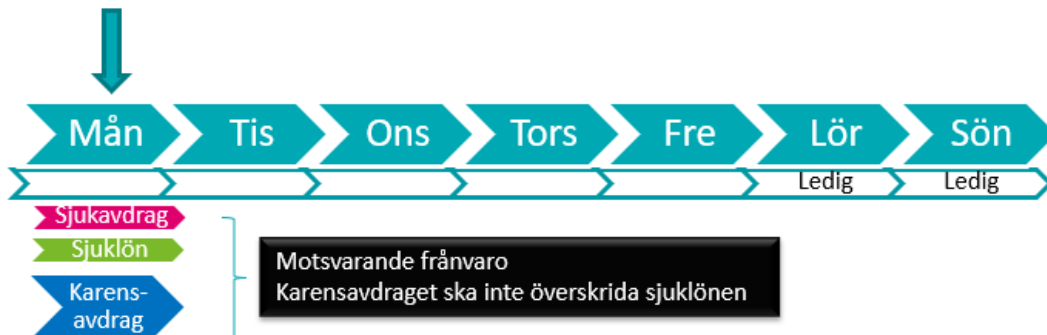 Mån Tis Ons Tors Fre Lör Sön
Ledig Ledig
Sjukavdrag
Sjuklön
Karens-
avdrag
Motsvarande frånvaro
Karensavdraget ska inte överskrida sjuklönen